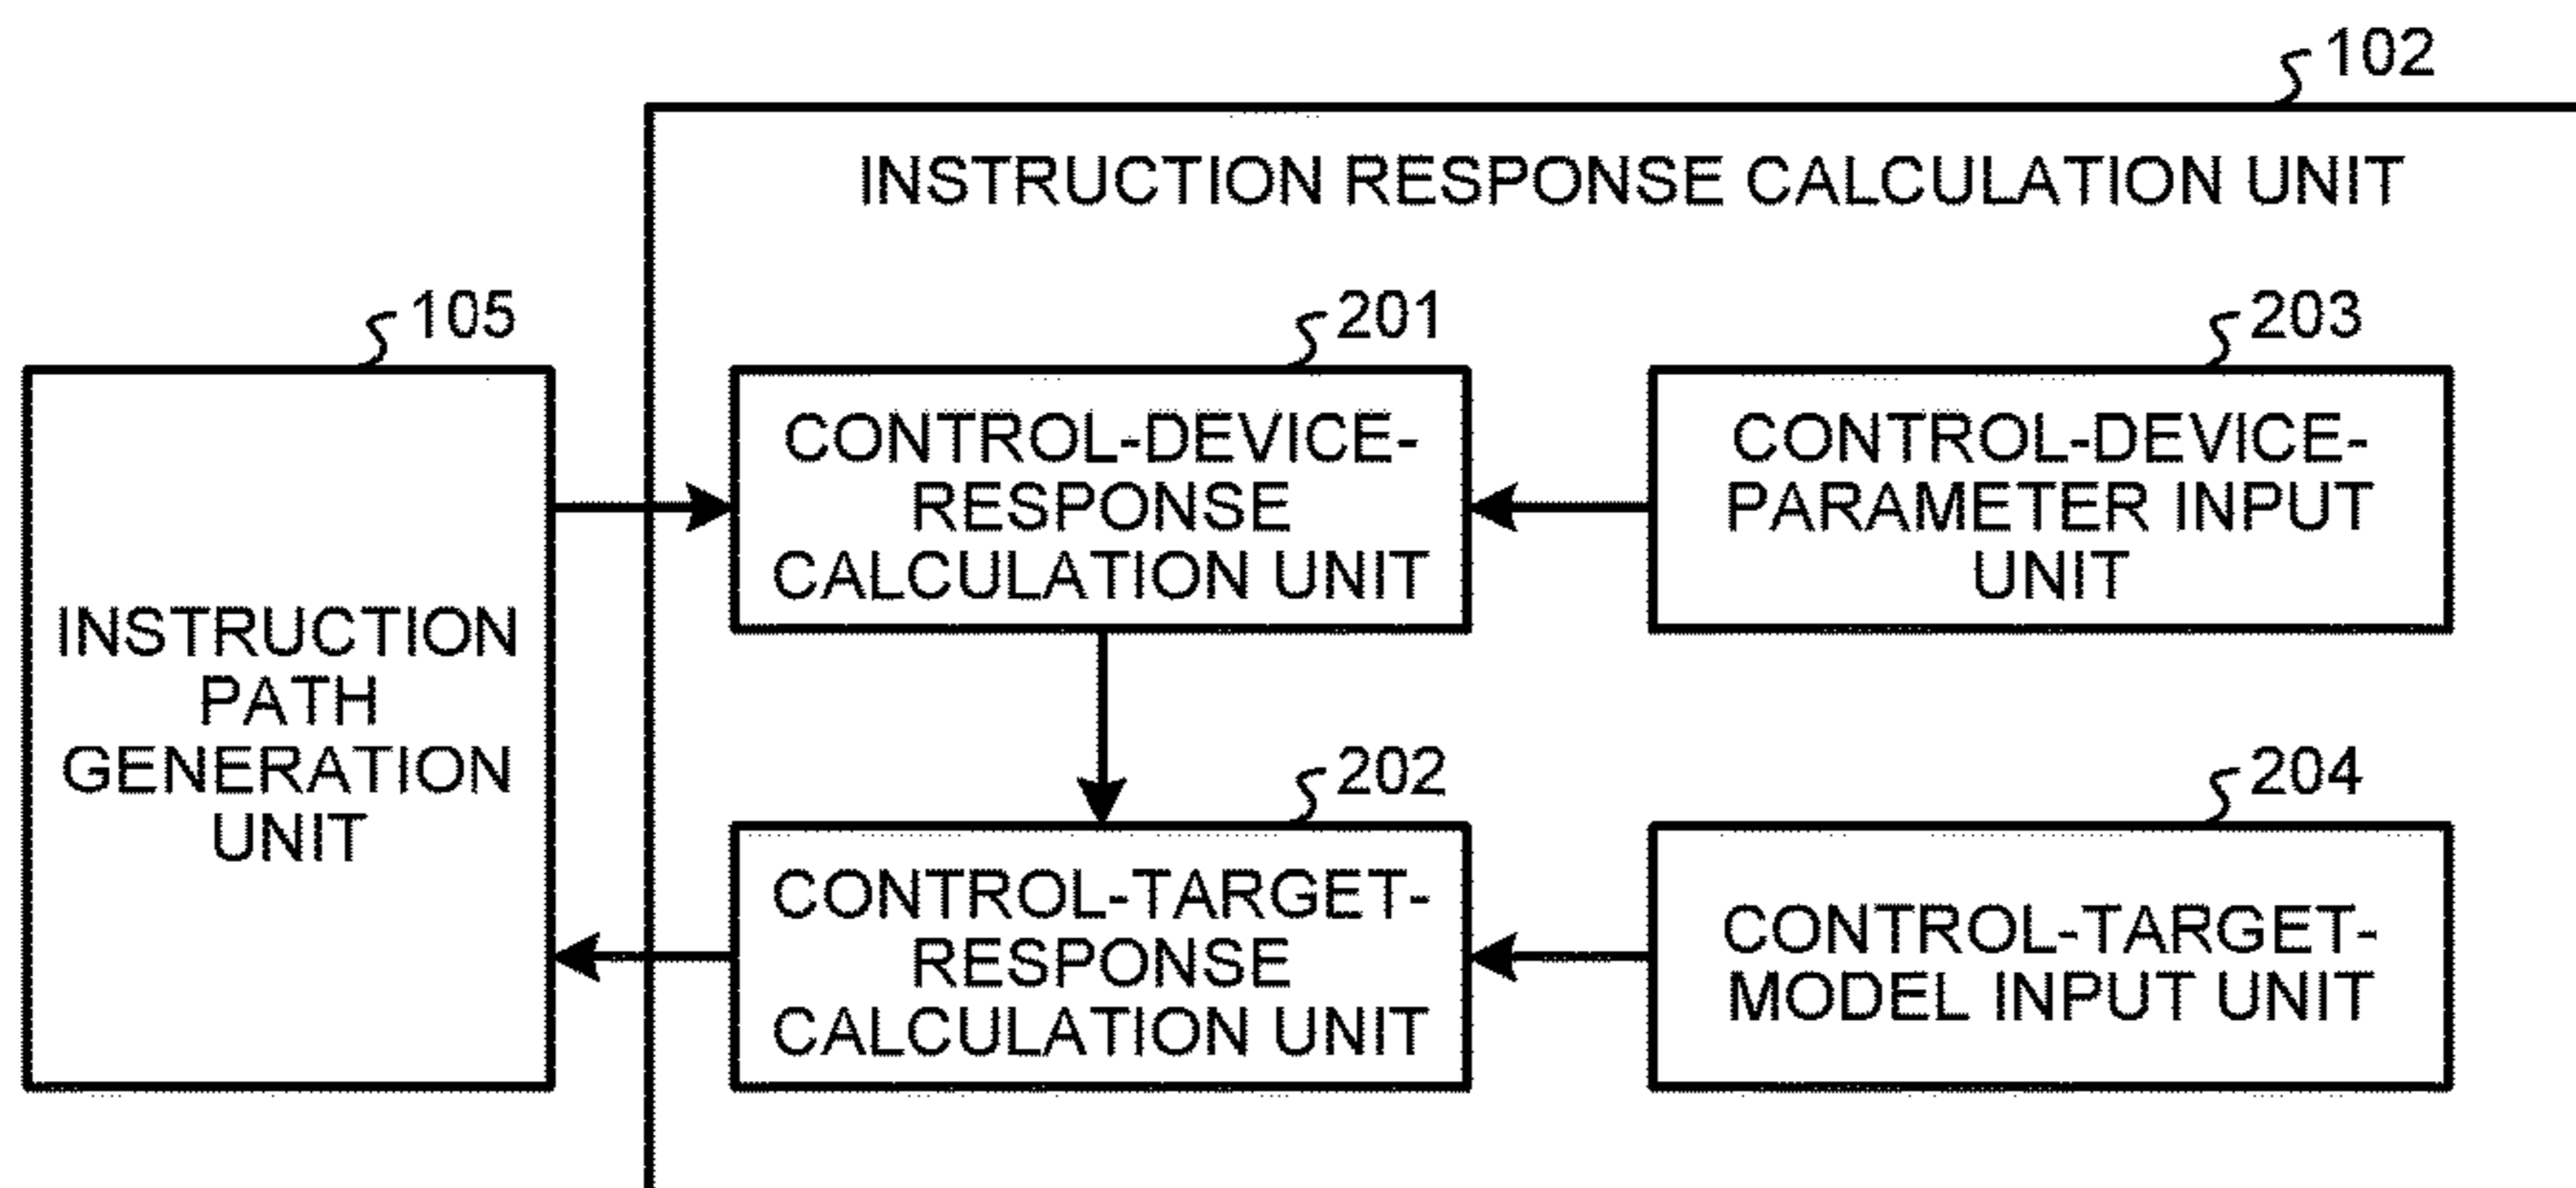 102
INSTRUCTION RESPONSE CALCULATION UNIT
105
INSTRUCTION
PATH
GENERATION
UNIT
201
CONTROL-DEVICE-
RESPONSE
CALCULATION UNIT
203
CONTROL-DEVICE-
PARAMETER INPUT
UNIT
202
CONTROL-TARGET-
RESPONSE
CALCULATION UNIT
204
CONTROL-TARGET-
MODEL INPUT UNIT